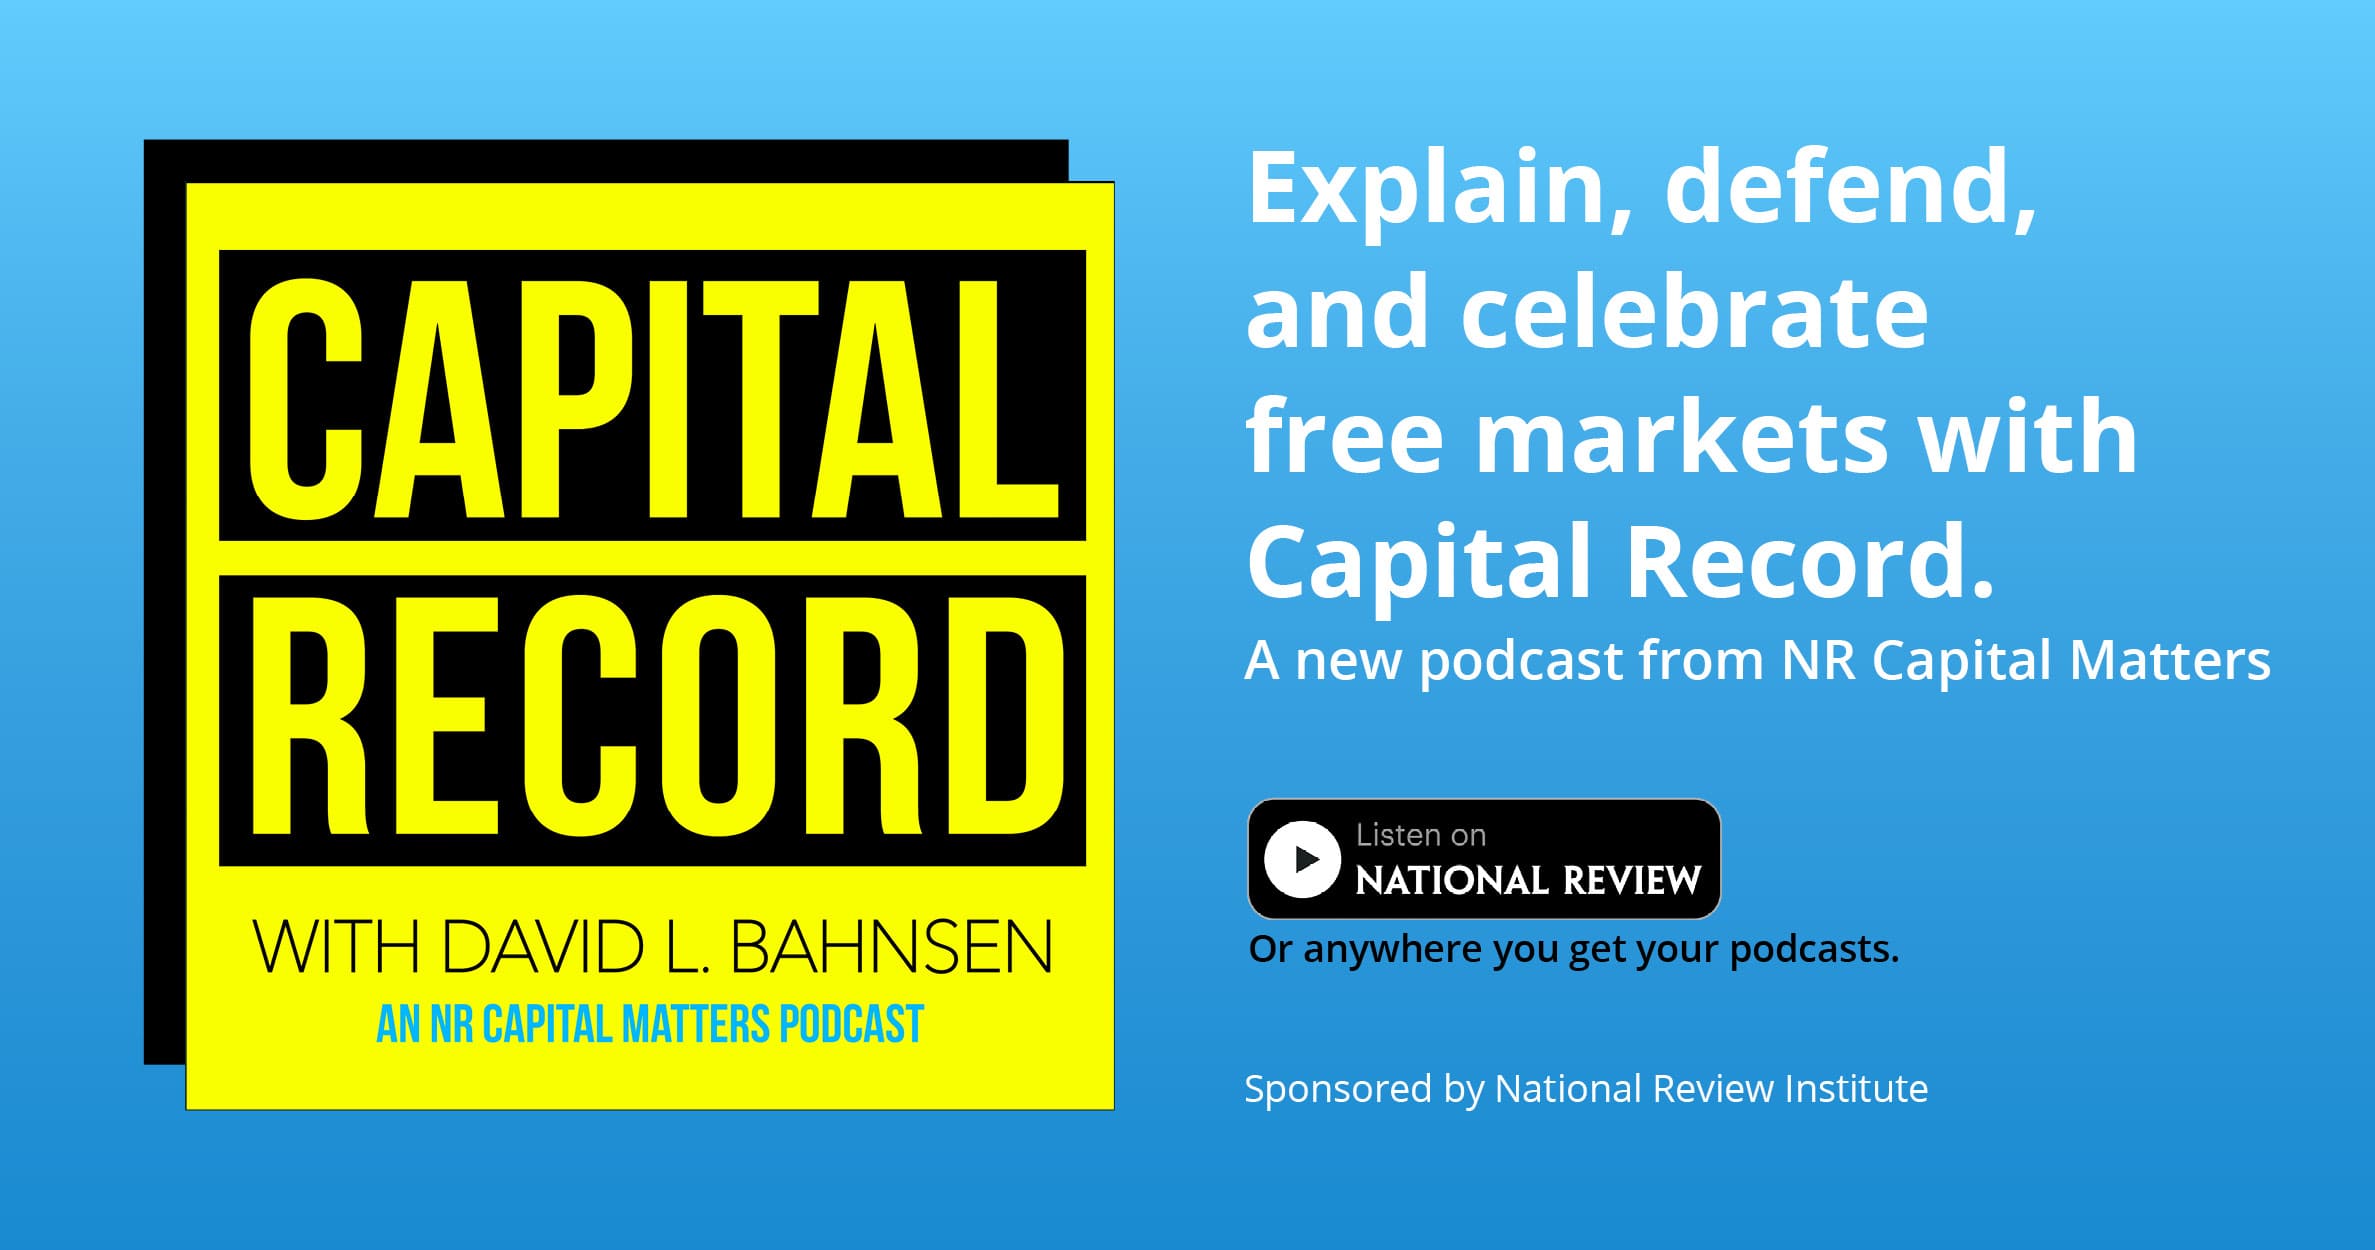 CAPITAL
RECORD
WITH DAVID L. BAHNSEN
AN NR CAPITAL MATTERS PODCAST
Explain, defend,
and celebrate
free markets with
Capital Record.
A new podcast from NR Capital Matters
Listen on
NATIONAL REVIEW
Or anywhere you get your podcasts.
Sponsored by National Review Institute